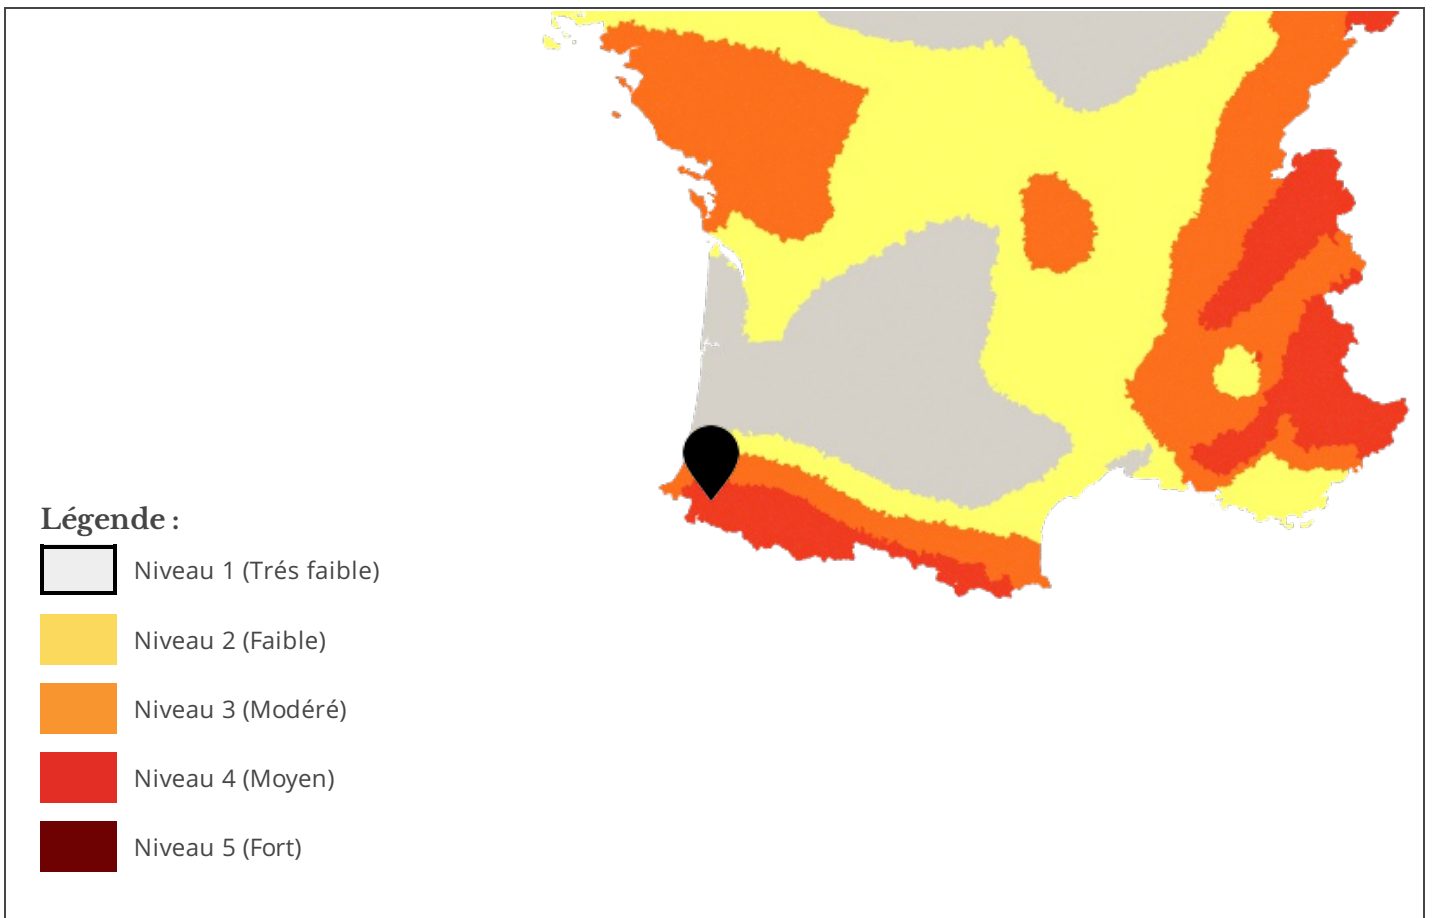 Légende :
Niveau 1 (Trés faible)
Niveau 2 (Faible)
Niveau 3 (Modéré)
Niveau 4 (Moyen)
Niveau 5 (Fort)